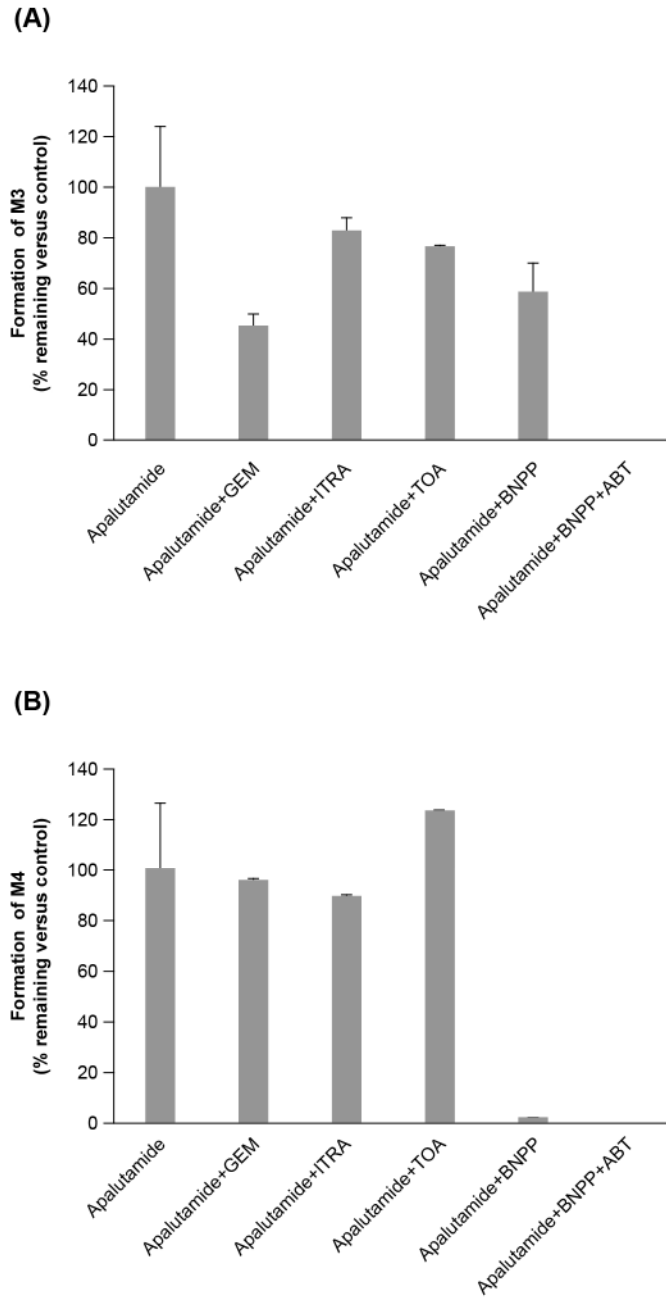 (A)
Formation of M3
(% remaining versus control)
140
120
100
80
60
40
20
0
Apalutamide
Apalutamide+GEM
Apalutamide+ITRA
Apalutamide+TOA
Apalutamide+BNPP
Apalutamide+BNPP+ABT
(B)
Formation of M4
(% remaining versus control)
140
120
100
80
60
40
20
0
Apalutamide
Apalutamide+GEM
Apalutamide+ITRA
Apalutamide+TOA
Apalutamide+BNPP
Apalutamide+BNPP+ABT